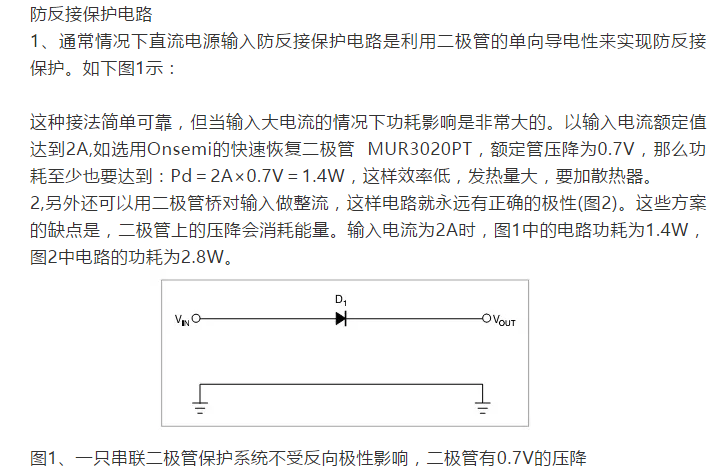 防反接保护电路
1、通常情况下直流电源输入防反接保护电路是利用二极管的单向导电性来实现防反接
保护。如下图1示：
这种接法简单可靠，但当输入大电流的情况下功耗影响是非常大的。以输入电流额定值
达到2A,如选用Onsemi的快速恢复二极管 MUR3020PT，额定管压降为0.7V，那么功
耗至少也要达到：Pd＝2A×0.7V＝1.4W，这样效率低，发热量大，要加散热器。
2,另外还可以用二极管桥对输入做整流，这样电路就永远有正确的极性(图2)。这些方案
的缺点是，二极管上的压降会消耗能量。输入电流为2A时，图1中的电路功耗为1.4W，
图2中电路的功耗为2.8W。
D1
VIN VOUT
图1、一只串联二极管保护系统不受反向极性影响，二极管有0.7V的压降